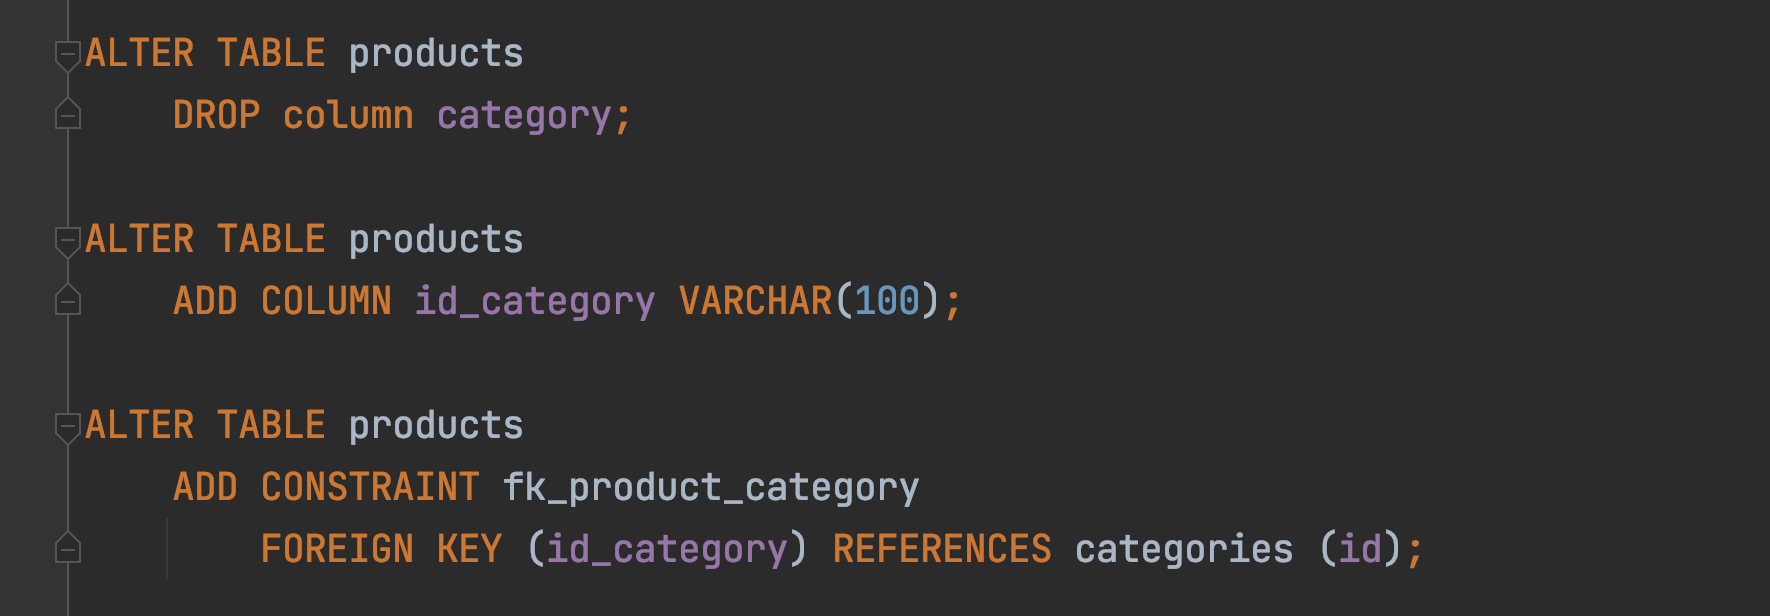 ALTER TABLE products
DROP column category;
ALTER TABLE products
ADD COLUMN id_category VARCHAR(100);
ALTER TABLE products
ADD CONSTRAINT fk_product_category
FOREIGN KEY (id_category) REFERENCES categories (id);